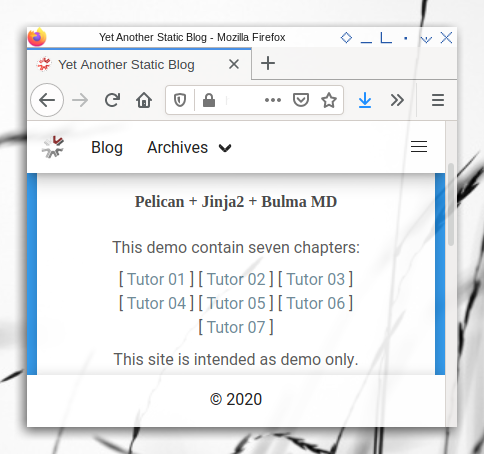 Yet Another Static Blog - Mozilla Firefox
Yet Another Static Blog
Blog Archives
Pelican + Jinja2 + Bulma MD
This demo contain seven chapters:
[ Tutor 01 ] [ Tutor 02 ] [ Tutor 03 ]
[ Tutor 04 ] [ Tutor 05 ] [ Tutor 06 ]
[ Tutor 07 ]
This site is intended as demo only.
© 2020